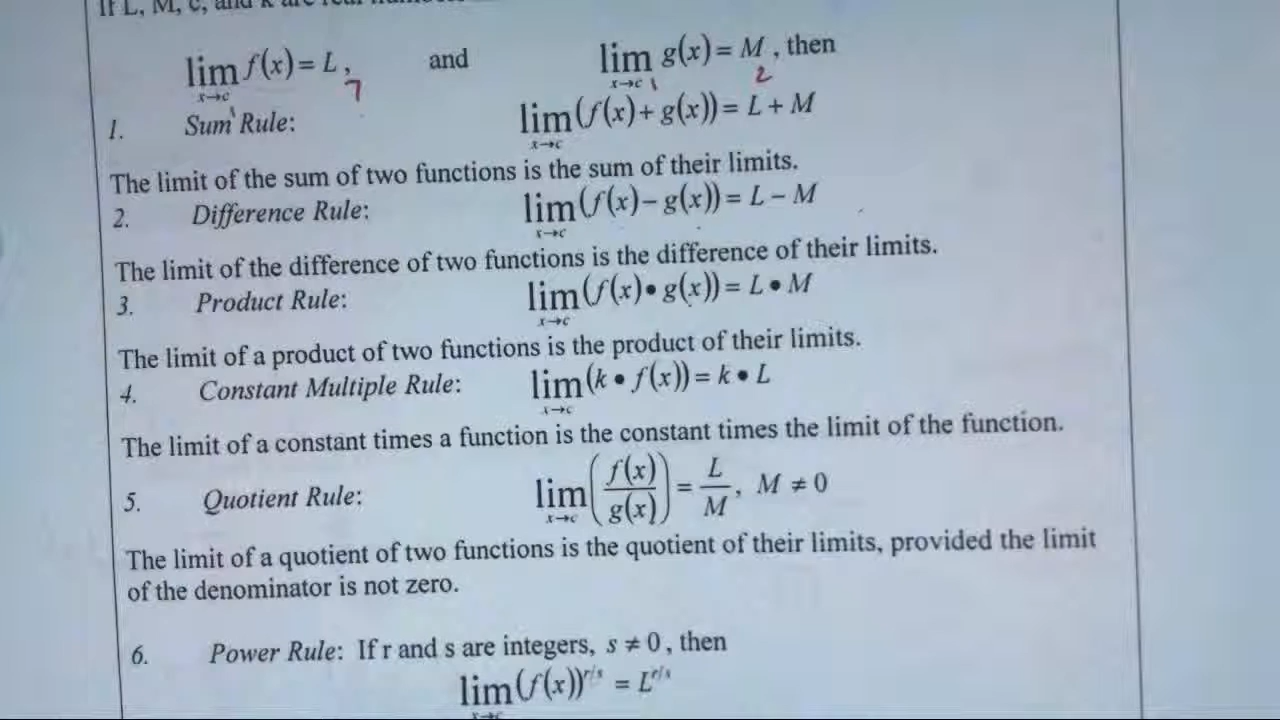 If L, M, c, and k are real
lim f(x) = L, and lim g(x) = M, then
x→c x→c 1
7 2
1
1. Sum Rule: lim(f(x) + g(x)) = L + M
x→c
The limit of the sum of two functions is the sum of their limits.
2. Difference Rule: lim(f(x) − g(x)) = L − M
x→c
The limit of the difference of two functions is the difference of their limits.
3. Product Rule: lim(f(x) • g(x)) = L • M
x→c
The limit of a product of two functions is the product of their limits.
4. Constant Multiple Rule: lim(k • f(x)) = k • L
x→c
The limit of a constant times a function is the constant times the limit of the function.
5. Quotient Rule: lim(f(x)/g(x)) = L/M, M ≠ 0
x→c
The limit of a quotient of two functions is the quotient of their limits, provided the limit
of the denominator is not zero.
6. Power Rule: If r and s are integers, s ≠ 0, then
lim(f(x))^r/s = L^r/s
x→c